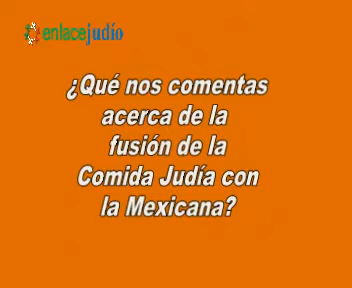 enlacejudío
¿Qué nos comentas
acerca de la
fusión de la
Comida Judía con
la Mexicana?